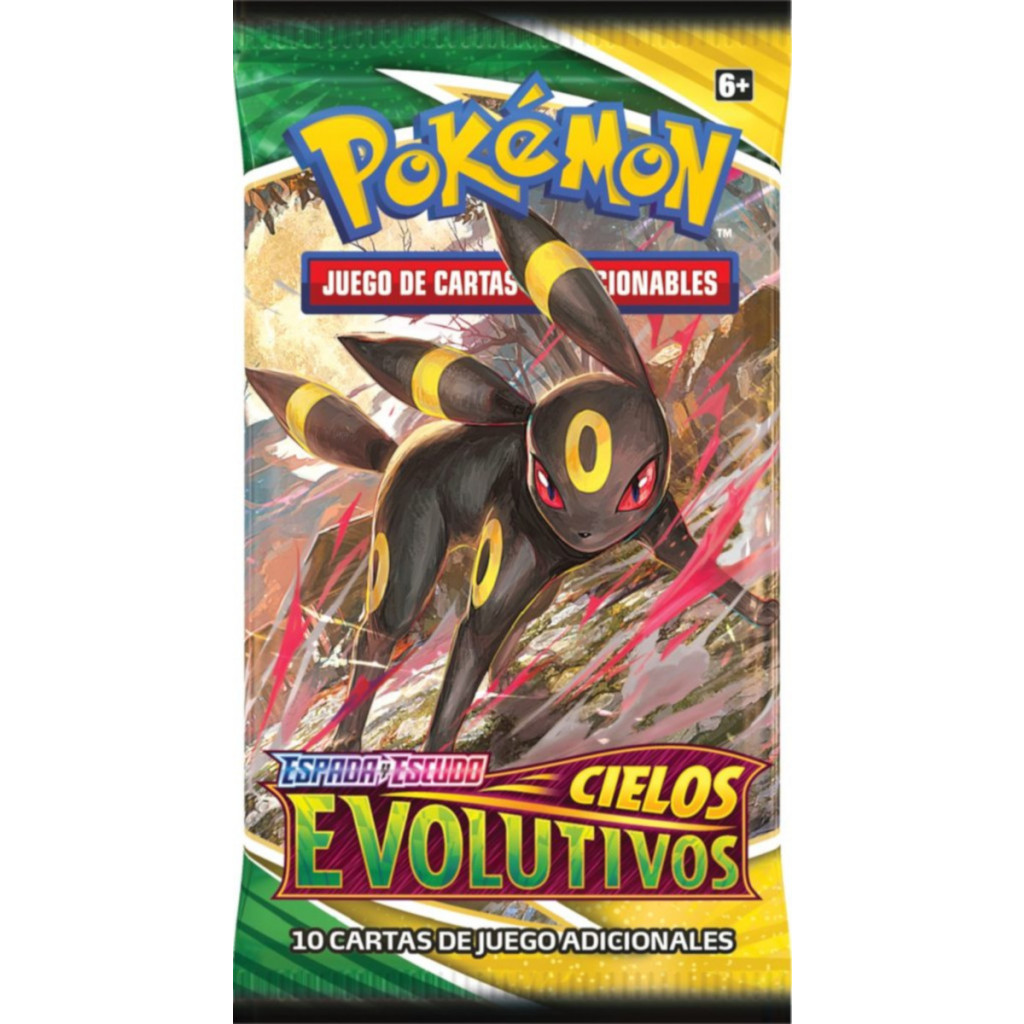 6+
POKéMON
TM
JUEGO DE CARTAS CIONABLES
ESPADA y ESCUDO
CIELOS
EVOLUTIVOS
10 CARTAS DE JUEGO ADICIONALES